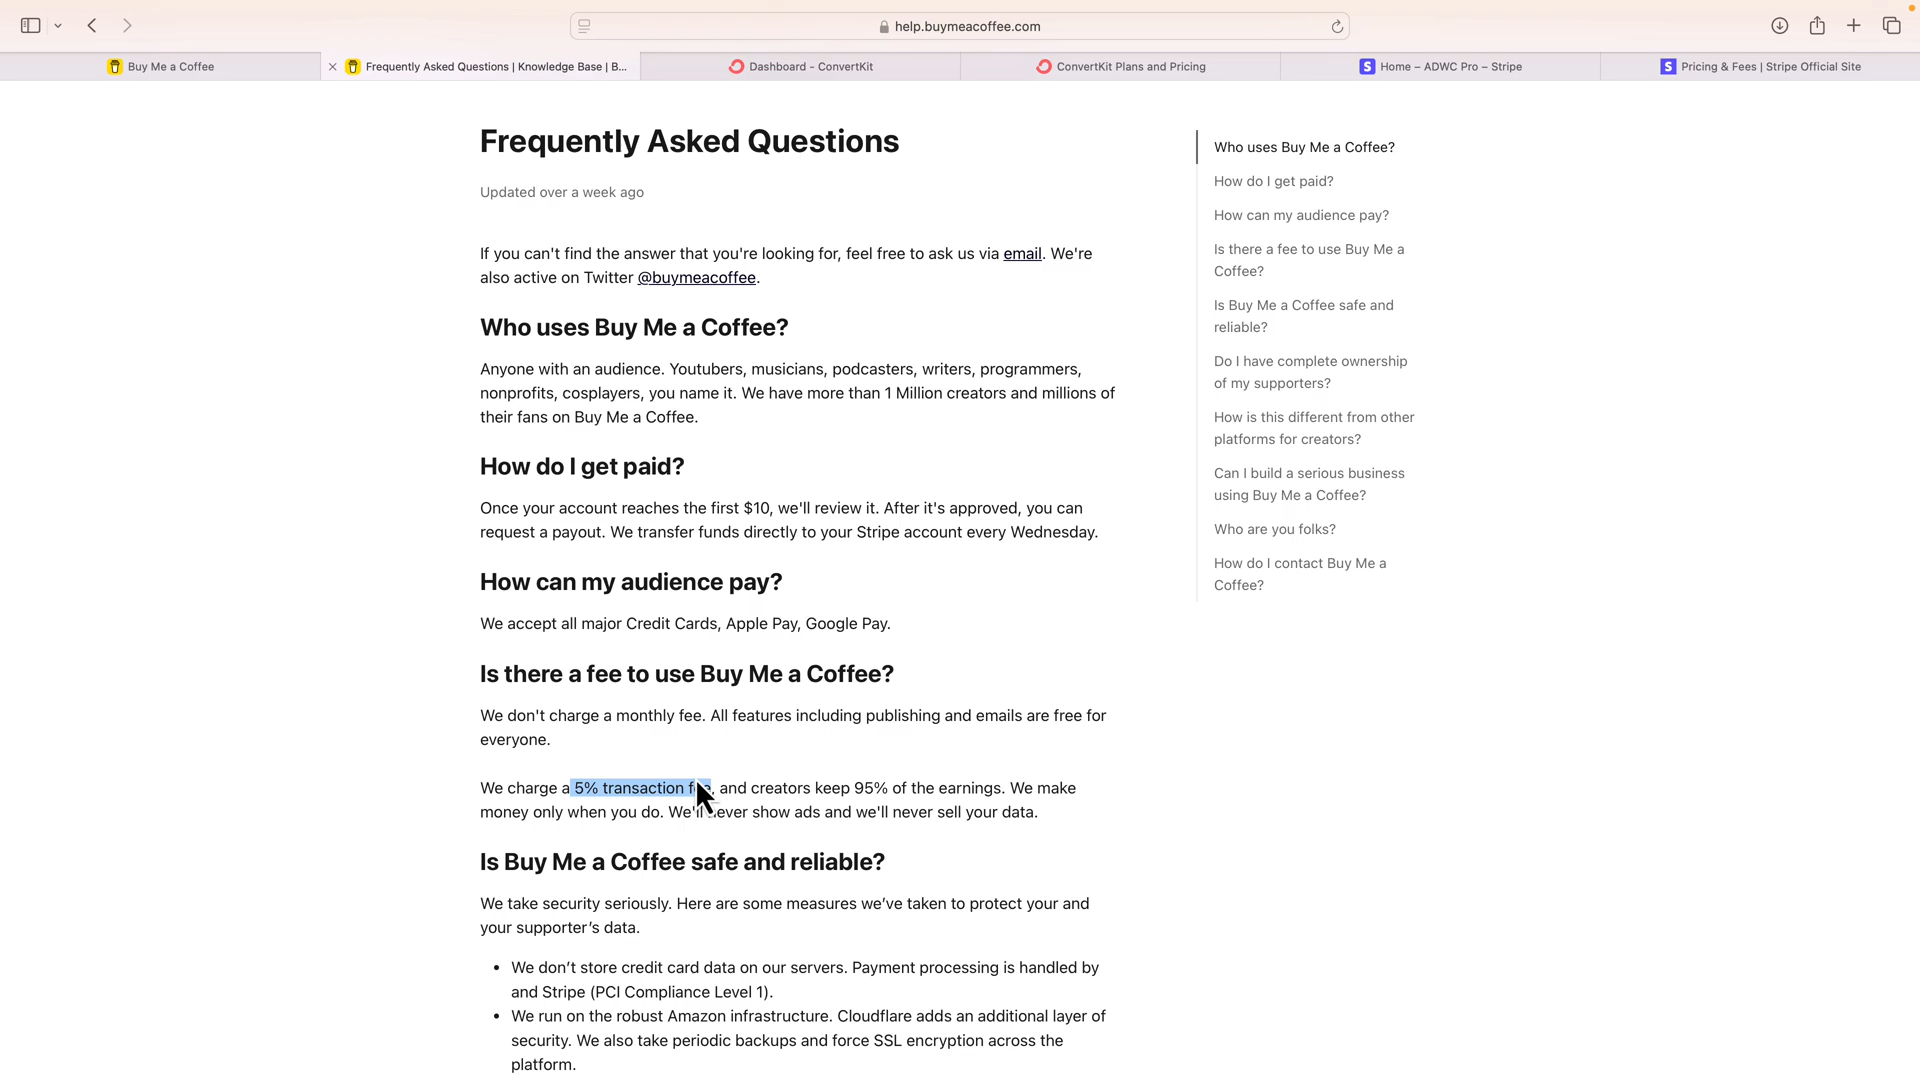 help.buymeacoffee.com
Buy Me a Coffee
Frequently Asked Questions | Knowledge Base | B...
Dashboard - ConvertKit
ConvertKit Plans and Pricing
Home – ADWC Pro – Stripe
Pricing & Fees | Stripe Official Site
Frequently Asked Questions
Updated over a week ago
If you can't find the answer that you're looking for, feel free to ask us via email. We're
also active on Twitter @buymeacoffee.
Who uses Buy Me a Coffee?
Anyone with an audience. Youtubers, musicians, podcasters, writers, programmers,
nonprofits, cosplayers, you name it. We have more than 1 Million creators and millions of
their fans on Buy Me a Coffee.
How do I get paid?
Once your account reaches the first $10, we'll review it. After it's approved, you can
request a payout. We transfer funds directly to your Stripe account every Wednesday.
How can my audience pay?
We accept all major Credit Cards, Apple Pay, Google Pay.
Is there a fee to use Buy Me a Coffee?
We don't charge a monthly fee. All features including publishing and emails are free for
everyone.
We charge a 5% transaction fee, and creators keep 95% of the earnings. We make
money only when you do. We'll never show ads and we'll never sell your data.
Is Buy Me a Coffee safe and reliable?
We take security seriously. Here are some measures we’ve taken to protect your and
your supporter’s data.
• We don’t store credit card data on our servers. Payment processing is handled by
and Stripe (PCI Compliance Level 1).
• We run on the robust Amazon infrastructure. Cloudflare adds an additional layer of
security. We also take periodic backups and force SSL encryption across the
platform.
Who uses Buy Me a Coffee?
How do I get paid?
How can my audience pay?
Is there a fee to use Buy Me a
Coffee?
Is Buy Me a Coffee safe and
reliable?
Do I have complete ownership
of my supporters?
How is this different from other
platforms for creators?
Can I build a serious business
using Buy Me a Coffee?
Who are you folks?
How do I contact Buy Me a
Coffee?